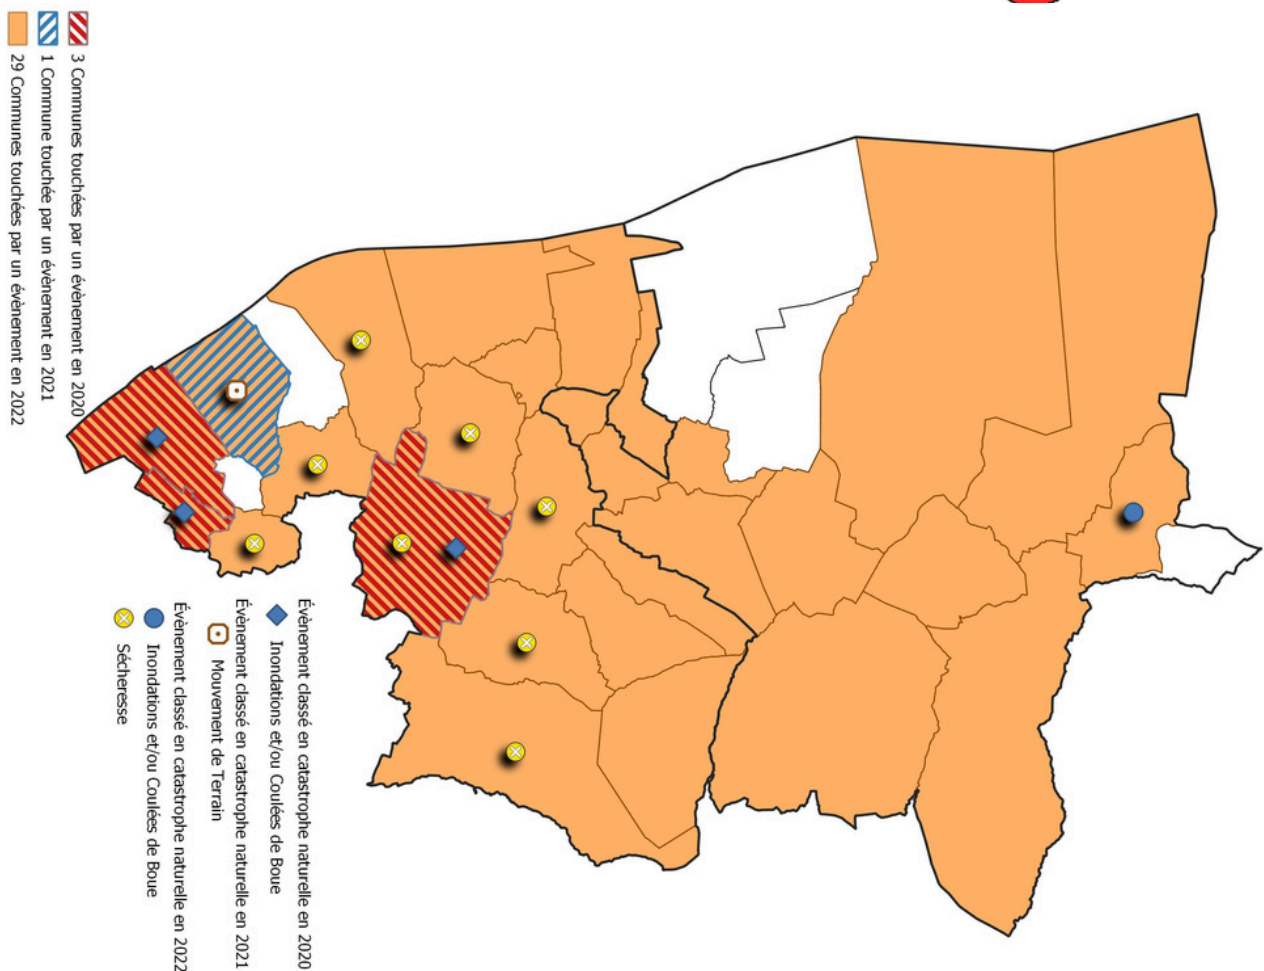 3 Communes touchées par un évènement en 2020
1 Commune touchée par un évènement en 2021
29 Communes touchées par un évènement en 2022
Évènement classé en catastrophe naturelle en 2020
Inondations et/ou Coulées de Boue
Évènement classé en catastrophe naturelle en 2021
Mouvement de Terrain
Évènement classé en catastrophe naturelle en 2022
Inondations et/ou Coulées de Boue
Sécheresse